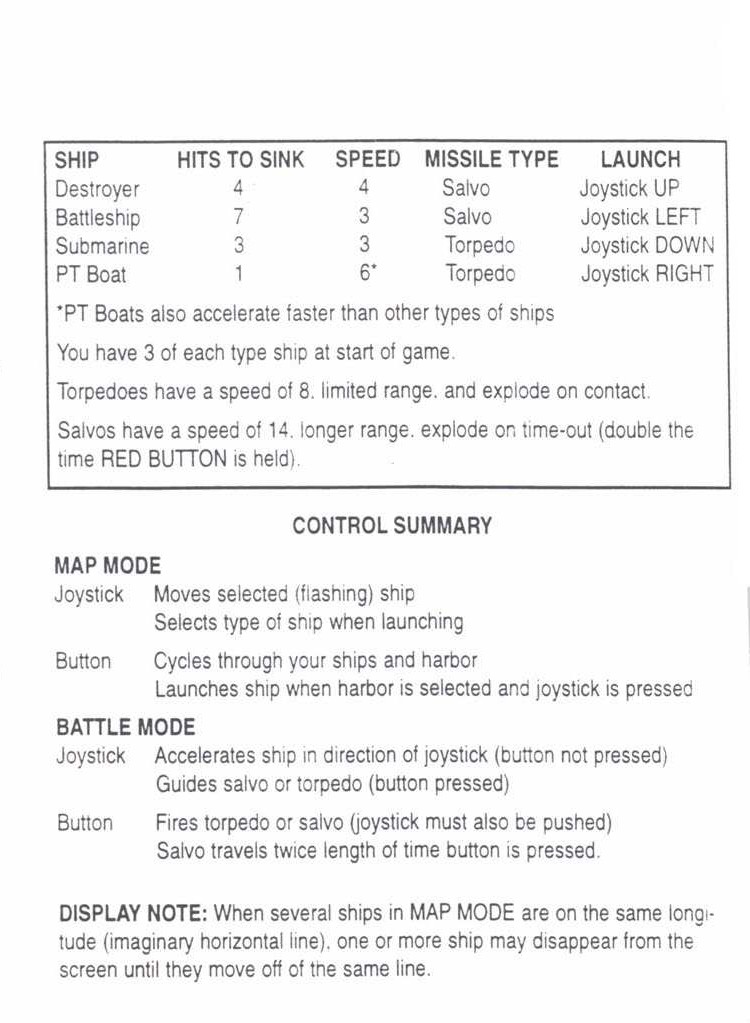 SHIP HITS TO SINK SPEED MISSILE TYPE LAUNCH
Destroyer 4 4 Salvo Joystick UP
Battleship 7 3 Salvo Joystick LEFT
Submarine 3 3 Torpedo Joystick DOWN
PT Boat 1 6* Torpedo Joystick RIGHT
*PT Boats also accelerate faster than other types of ships
You have 3 of each type ship at start of game.
Torpedoes have a speed of 8. limited range. and explode on contact.
Salvos have a speed of 14. longer range. explode on time-out (double the
time RED BUTTON is held).
CONTROL SUMMARY
MAP MODE
Joystick Moves selected (flashing) ship
Selects type of ship when launching
Button Cycles through your ships and harbor
Launches ship when harbor is selected and joystick is pressed
BATTLE MODE
Joystick Accelerates ship in direction of joystick (button not pressed)
Guides salvo or torpedo (button pressed)
Button Fires torpedo or salvo (joystick must also be pushed)
Salvo travels twice length of time button is pressed.
DISPLAY NOTE: When several ships in MAP MODE are on the same longi-
tude (imaginary horizontal line). one or more ship may disappear from the
screen until they move off of the same line.